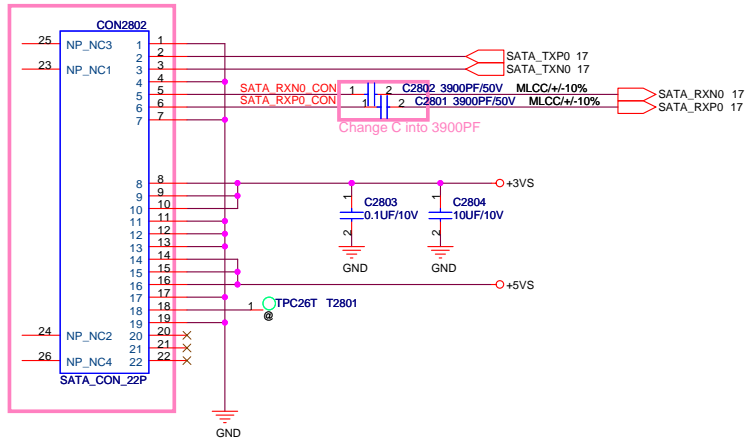 CON2802
25 NP_NC3 1 1
2 2 SATA_TXP0 17
23 NP_NC1 3 3 SATA_TXN0 17
4 4
5 5 SATA_RXN0_CON 1 2 C2802 3900PF/50V MLCC/+/-10% SATA_RXN0 17
6 6 SATA_RXP0_CON 1 2 C2801 3900PF/50V MLCC/+/-10% SATA_RXP0 17
7 7
Change C into 3900PF
8 8 +3VS
9 9
10 10
11 11
12 12
13 13
14 14
15 15
16 16 +5VS
17 17
18 18 1 TPC26T T2801
@
19 19
24 NP_NC2 20 20
21 21
26 NP_NC4 22 22
SATA_CON_22P
1 C2803
0.1UF/10V
2
GND
1 C2804
10UF/10V
2
GND
GND